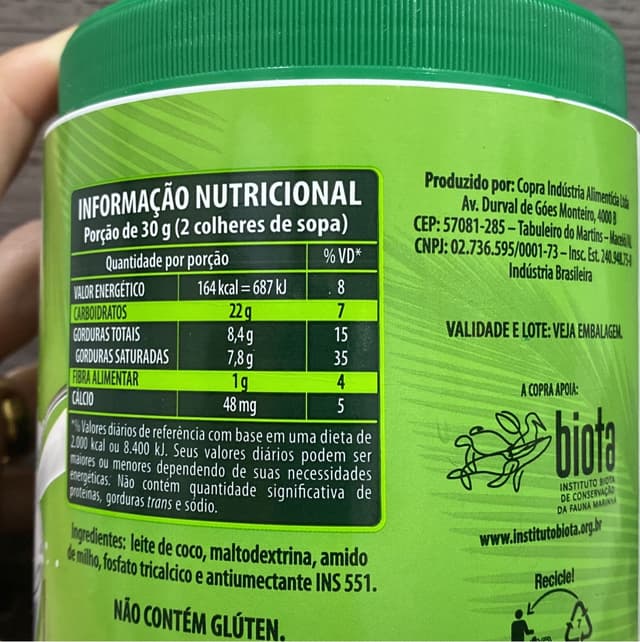 INFORMAÇÃO NUTRICIONAL
Porção de 30 g (2 colheres de sopa)
Quantidade por porção % VD*
VALOR ENERGÉTICO 164 kcal = 687 kJ 8
CARBOIDRATOS 22 g 7
GORDURAS TOTAIS 8,4 g 15
GORDURAS SATURADAS 7,8 g 35
FIBRA ALIMENTAR 1 g 4
CÁLCIO 48 mg 5
*% Valores diários de referência com base em uma dieta de
2.000 kcal ou 8.400 kJ. Seus valores diários podem ser
maiores ou menores dependendo de suas necessidades
energéticas. Não contém quantidade significativa de
proteínas, gorduras trans e sódio.
Ingredientes: leite de coco, maltodextrina, amido
de milho, fosfato tricalcico e antiumectante INS 551.
NÃO CONTÉM GLÚTEN.
Produzido por: Copra Indústria Alimentícia Ltda
Av. Durval de Góes Monteiro, 4000 B
CEP: 57081-285 – Tabuleiro do Martins – Maceió
CNPJ: 02.736.595/0001-73 – Insc. Est.
Indústria Brasileira
VALIDADE E LOTE: VEJA EMBALAGEM.
A COPRA APOIA:
biota
INSTITUTO BIOTA
DE CONSERVAÇÃO
DA FAUNA MARINHA
www.institutobiota.org.br
Recicle!
7